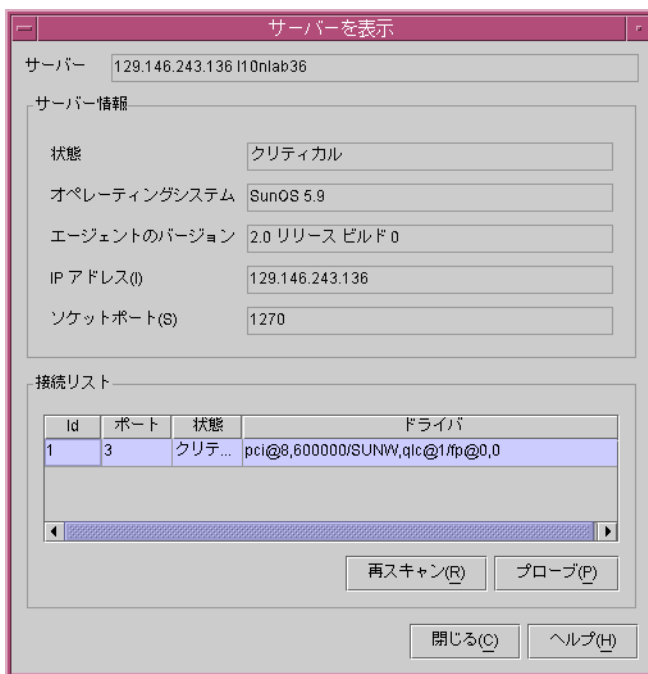 サーバーを表示
サーバー 129.146.243.136 l10nlab36
サーバー情報
状態 クリティカル
オペレーティングシステム SunOS 5.9
エージェントのバージョン 2.0 リリース ビルド 0
IP アドレス(I) 129.146.243.136
ソケットポート(S) 1270
接続リスト
Id ポート 状態 ドライバ
1 3 クリテ... pci@8,600000/SUNW,qlc@1/fp@0,0
再スキャン(R) プローブ(P)
閉じる(C) ヘルプ(H)